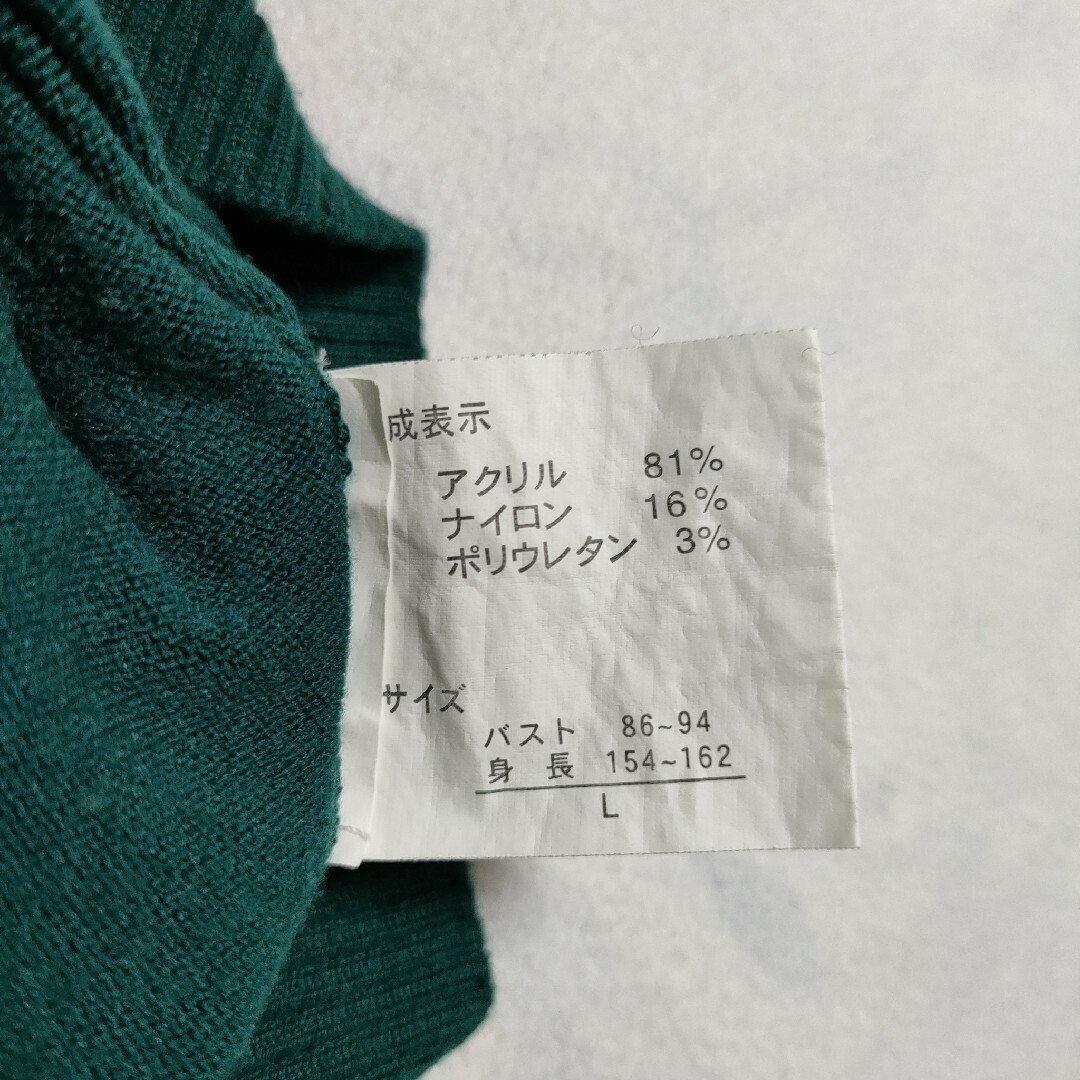 成表示
アクリル 81%
ナイロン 16%
ポリウレタン 3%
サイズ
バスト 86~94
身 長 154~162
L